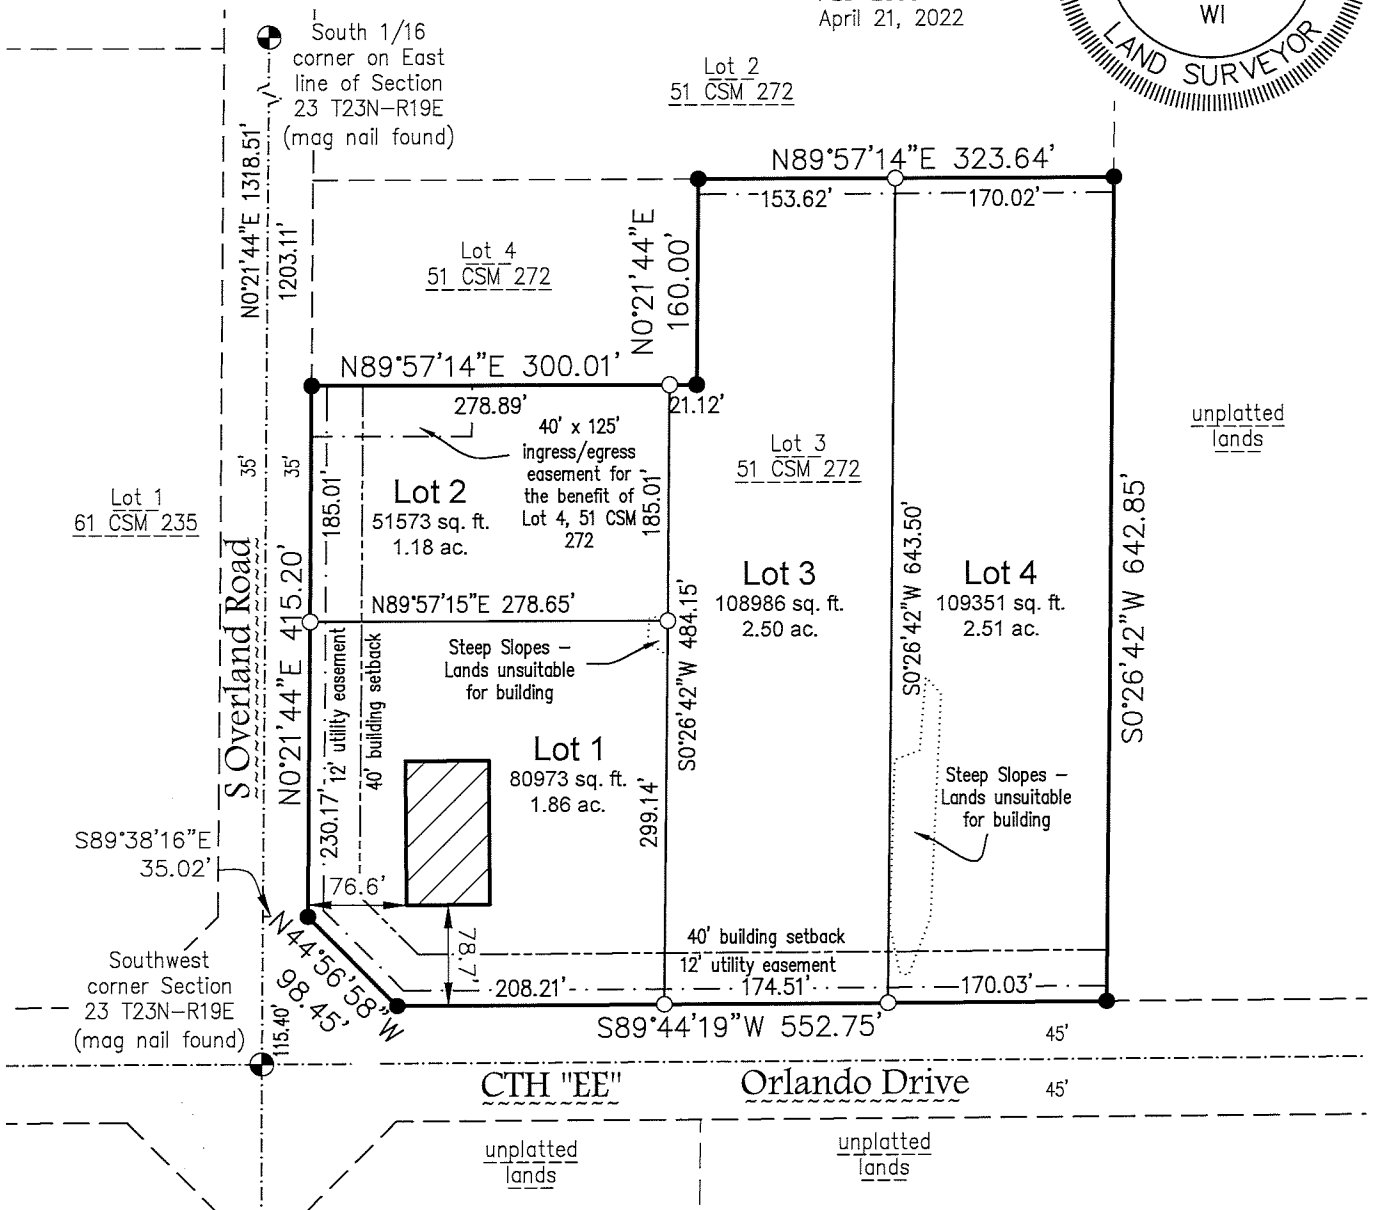 April 21, 2022
WI
LAND SURVEYOR
South 1/16
corner on East
line of Section
23 T23N-R19E
(mag nail found)
Lot 2
51 CSM 272
N89°57'14"E 323.64'
153.62'
170.02'
N0°21'44"E 1318.51'
1203.11'
Lot 4
51 CSM 272
N0°21'44"E
160.00'
N89°57'14"E 300.01'
278.89'
21.12'
40' x 125'
ingress/egress
easement for
the benefit of
Lot 4, 51 CSM
272
Lot 3
51 CSM 272
unplatted
lands
35'
35'
185.01'
Lot 2
51573 sq. ft.
1.18 ac.
185.01'
Lot 1
61 CSM 235
S Overland Road
N0°21'44"E 415.20'
N89°57'15"E 278.65'
S0°26'42"W 484.15'
Lot 3
108986 sq. ft.
2.50 ac.
S0°26'42"W 643.50'
Lot 4
109351 sq. ft.
2.51 ac.
S0°26'42"W 642.85'
12' utility easement
40' building setback
Steep Slopes -
Lands unsuitable
for building
Lot 1
80973 sq. ft.
1.86 ac.
230.17'
299.14'
Steep Slopes -
Lands unsuitable
for building
S89°38'16"E
35.02'
76.6'
78.7'
N44°56'58"W
98.45'
40' building setback
12' utility easement
208.21'
174.51'
170.03'
S89°44'19"W 552.75'
Southwest
corner Section
23 T23N-R19E
(mag nail found)
115.40'
45'
CTH "EE"
Orlando Drive
45'
unplatted
lands
unplatted
lands